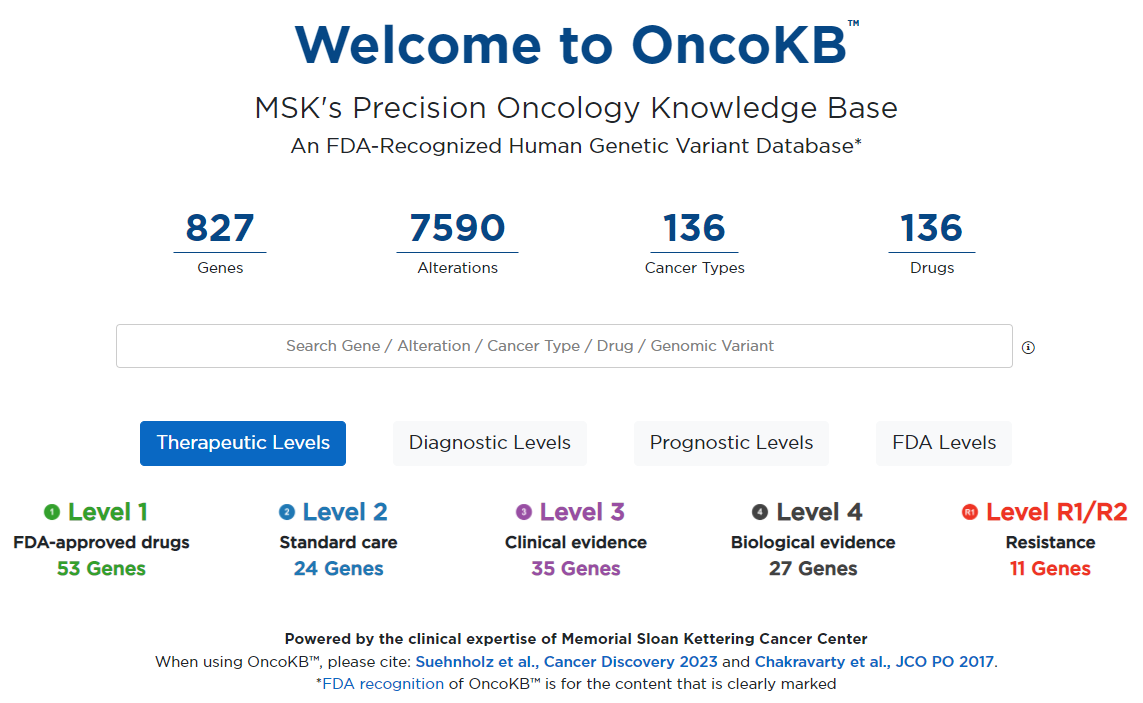 Welcome to OncoKB™
MSK's Precision Oncology Knowledge Base
An FDA-Recognized Human Genetic Variant Database*
827 7590 136 136
Genes Alterations Cancer Types Drugs
Search Gene / Alteration / Cancer Type / Drug / Genomic Variant
Therapeutic Levels Diagnostic Levels Prognostic Levels FDA Levels
1 Level 1 2 Level 2 3 Level 3 4 Level 4 R1 Level R1/R2
FDA-approved drugs Standard care Clinical evidence Biological evidence Resistance
53 Genes 24 Genes 35 Genes 27 Genes 11 Genes
Powered by the clinical expertise of Memorial Sloan Kettering Cancer Center
When using OncoKB™, please cite: Suehnholz et al., Cancer Discovery 2023 and Chakravarty et al., JCO PO 2017.
*FDA recognition of OncoKB™ is for the content that is clearly marked